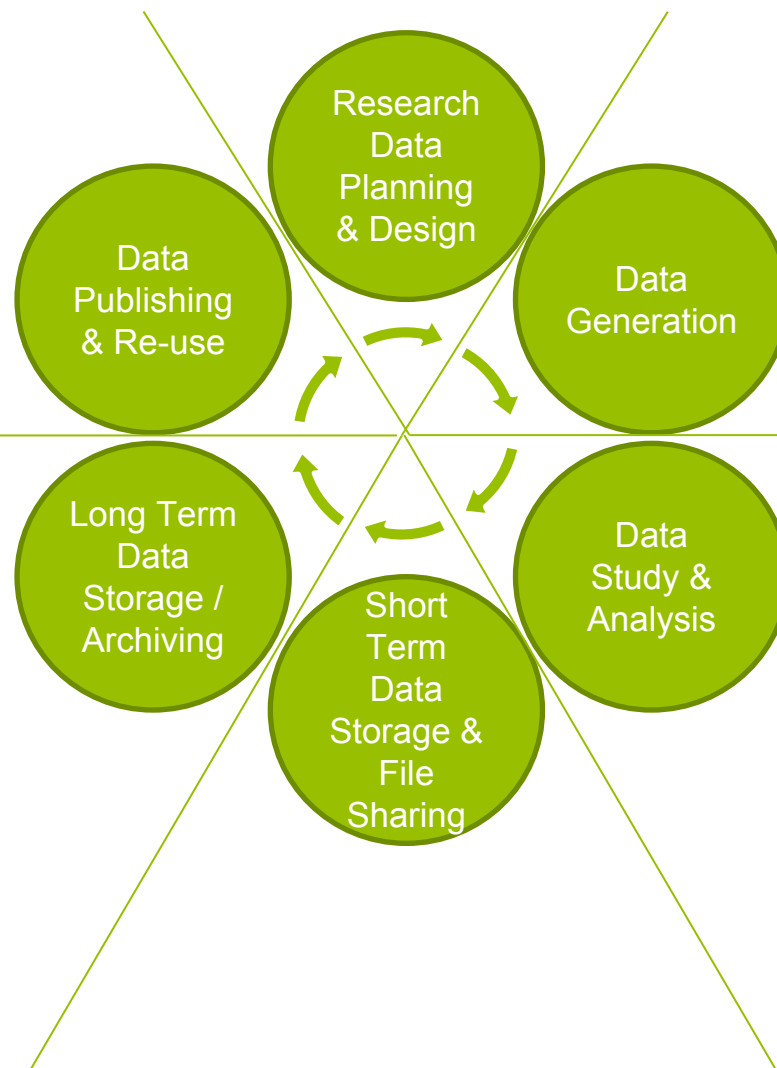 Research
Data
Planning
& Design
Data
Generation
Data
Study &
Analysis
Short
Term
Data
Storage &
File
Sharing
Long Term
Data
Storage /
Archiving
Data
Publishing
& Re-use